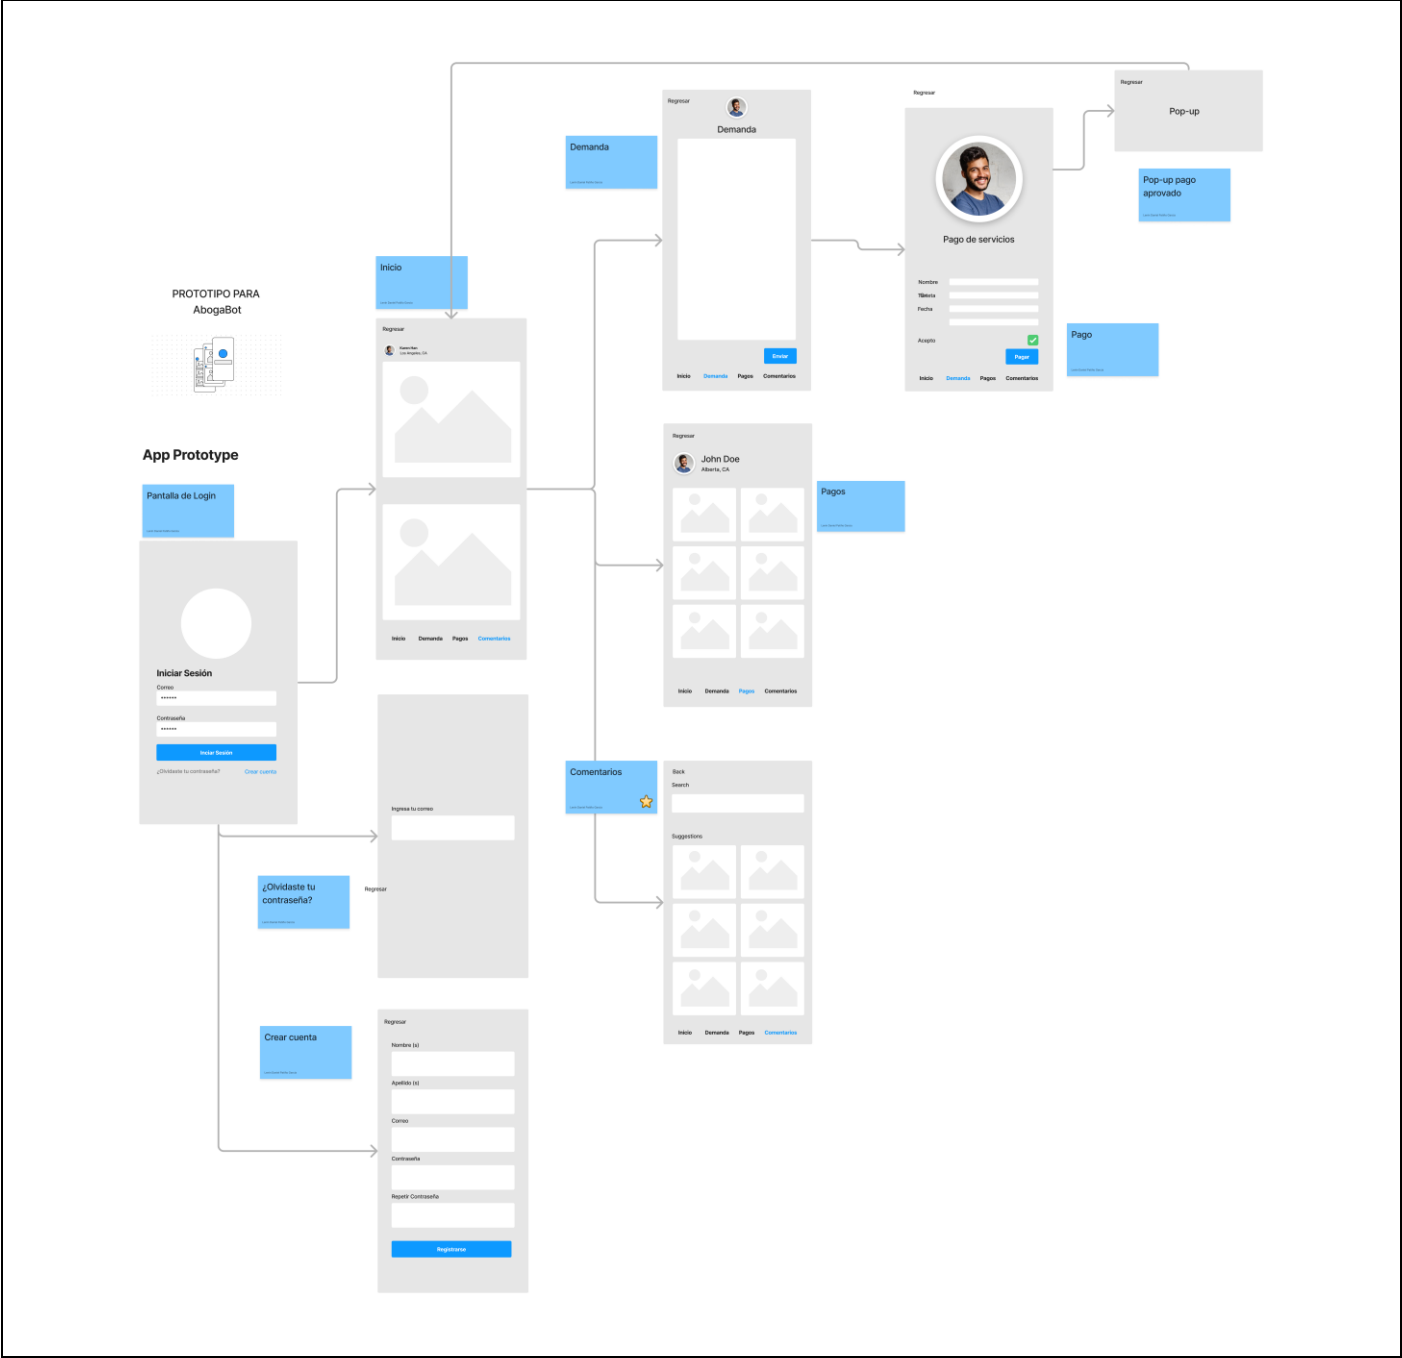 PROTOTIPO PARA
AbogaBot
App Prototype
Pantalla de Login
Iniciar Sesión
Correo
••••••
Contraseña
••••••
Inciar Sesión
¿Olvidaste tu contraseña?
Crear cuenta
Inicio
Regresar
Los Angeles, CA
Inicio
Demanda
Pagos
Comentarios
Ingresa tu correo
¿Olvidaste tu
contraseña?
Regresar
Crear cuenta
Regresar
Nombre (s)
Apellido (s)
Correo
Contraseña
Repetir Contraseña
Registrarse
Demanda
Regresar
Demanda
Enviar
Inicio
Demanda
Pagos
Comentarios
Regresar
Pago de servicios
Nombre
Fecha
Acepto
Pagar
Inicio
Demanda
Pagos
Comentarios
Pago
Regresar
Pop-up
Pop-up pago
aprovado
Regresar
John Doe
Alberta, CA
Inicio
Demanda
Pagos
Comentarios
Pagos
Comentarios
Back
Search
Suggestions
Inicio
Demanda
Pagos
Comentarios